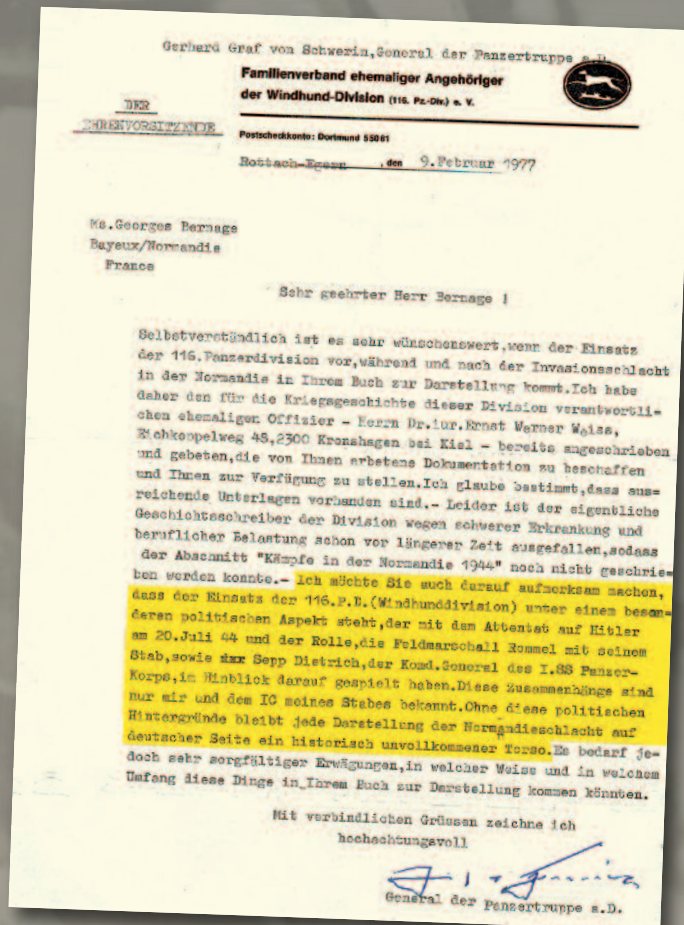 Gerhard Graf von Schwerin,General der Panzertruppe a.D.
Familienverband ehemaliger Angehöriger
der Windhund-Division (116. Pz.-Div.) e. V.
DER
EHRENVORSITZENDE
Postscheckkonto: Dortmund 55061
Rottach-Egern , den 9.Februar 1977
Ms.Georges Bernage
Bayeux/Normandie
France
Sehr geehrter Herr Bernage !
Selbstverständlich ist es sehr wünschenswert,wenn der Einsatz
der 116.Panzerdivision vor,während und nach der Invasionsschlacht
in der Normandie in Ihrem Buch zur Darstellung kommt.Ich habe
daher den für die Kriegsgeschichte dieser Division verantwortli-
chen ehemaligen Offizier - Herrn Dr.iur.Ernst Werner Weiss,
Eichkoppelweg 45,2300 Kronshagen bei Kiel - bereits angeschrieben
und gebeten,die von Ihnen erbetene Dokumentation zu beschaffen
und Ihnen zur Verfügung zu stellen.Ich glaube bestimmt,dass aus=
reichende Unterlagen vorhanden sind.- Leider ist der eigentliche
Geschichtsschreiber der Division wegen schwerer Erkrankung und
beruflicher Belastung schon vor längerer Zeit ausgefallen,sodass
der Abschnitt "Kämpfe in der Normandie 1944" noch nicht geschrie=
ben werden konnte.- Ich möchte Sie auch darauf aufmerksam machen,
dass der Einsatz der 116.P.D.(Windhunddivision) unter einem beson=
deren politischen Aspekt steht,der mit dem Attentat auf Hitler
am 20.Juli 44 und der Rolle,die Feldmarschall Rommel mit seinem
Stab,sowie Sepp Dietrich,der Komd.General des I.SS Panzer-
Korps,in Hinblick darauf gespielt haben.Diese Zusammenhänge sind
nur mir und dem IC meines Stabes bekannt.Ohne diese politischen
Hintergründe bleibt jede Darstellung der Normandieschlacht auf
deutscher Seite ein historisch unvollkommener Torso.Es bedarf je=
doch sehr sorgfältiger Erwägungen,in welcher Weise und in welchem
Umfang diese Dinge in Ihrem Buch zur Darstellung kommen könnten.
Mit verbindlichen Grüssen zeichne ich
hochachtungsvoll
General der Panzertruppe a.D.